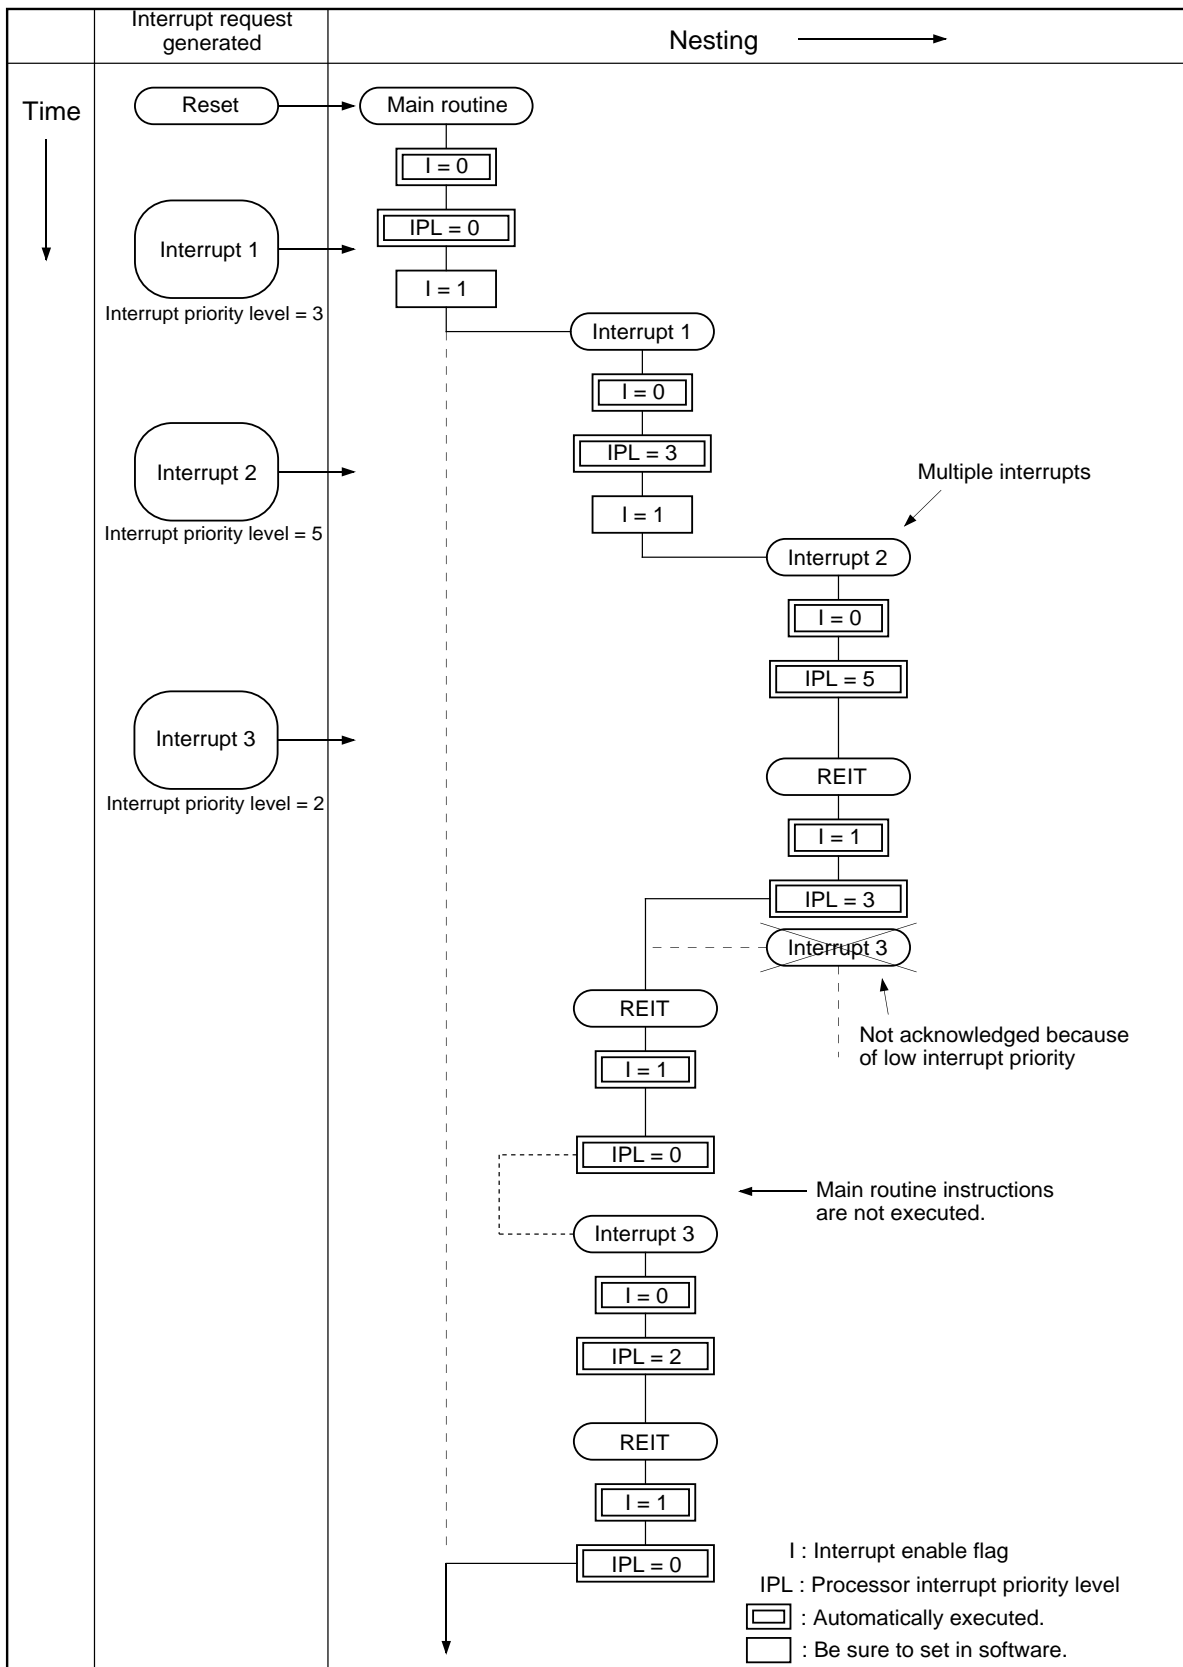 Interrupt request
generated
Nesting
Time
Reset
Main routine
I = 0
IPL = 0
Interrupt 1
I = 1
Interrupt priority level = 3
Interrupt 1
I = 0
IPL = 3
Interrupt 2
Multiple interrupts
I = 1
Interrupt priority level = 5
Interrupt 2
I = 0
IPL = 5
Interrupt 3
REIT
Interrupt priority level = 2
I = 1
IPL = 3
Interrupt 3
REIT
Not acknowledged because
of low interrupt priority
I = 1
IPL = 0
Main routine instructions
are not executed.
Interrupt 3
I = 0
IPL = 2
REIT
I = 1
IPL = 0
I : Interrupt enable flag
IPL : Processor interrupt priority level
: Automatically executed.
: Be sure to set in software.